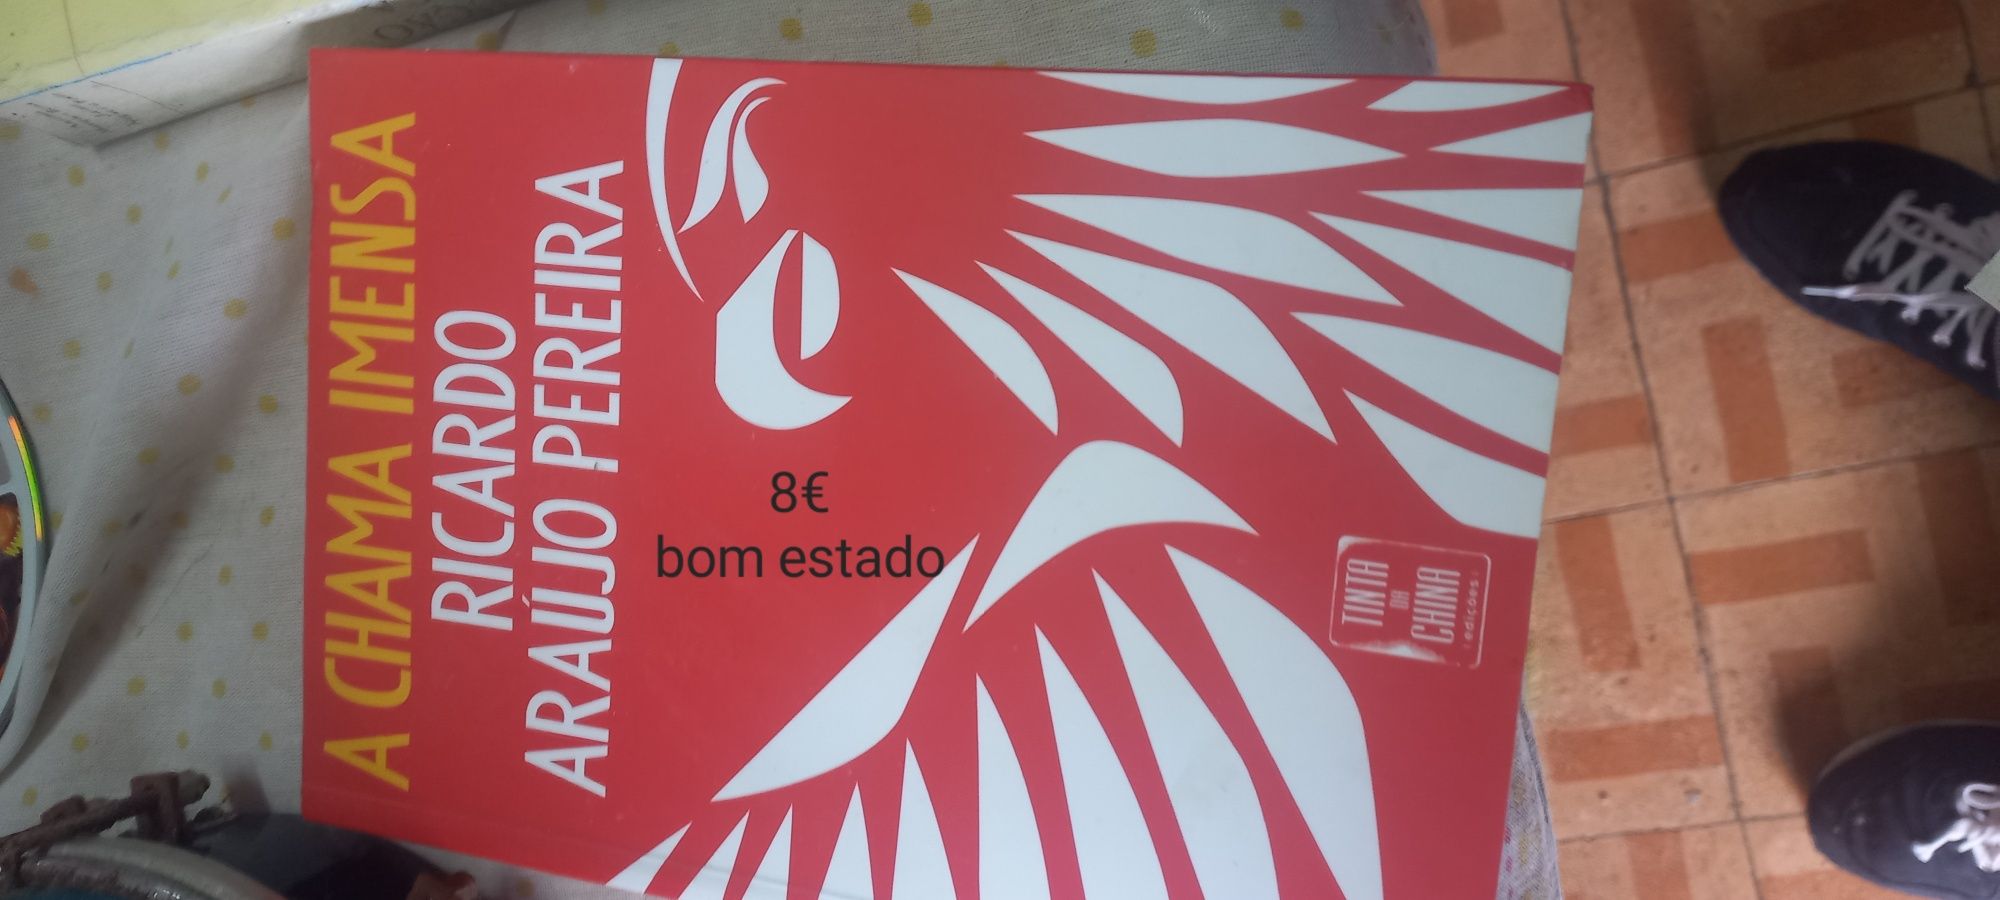 A CHAMA IMENSA
RICARDO
ARAÚJO PEREIRA
8€
bom estado
TINTA
DA
CHINA
edições